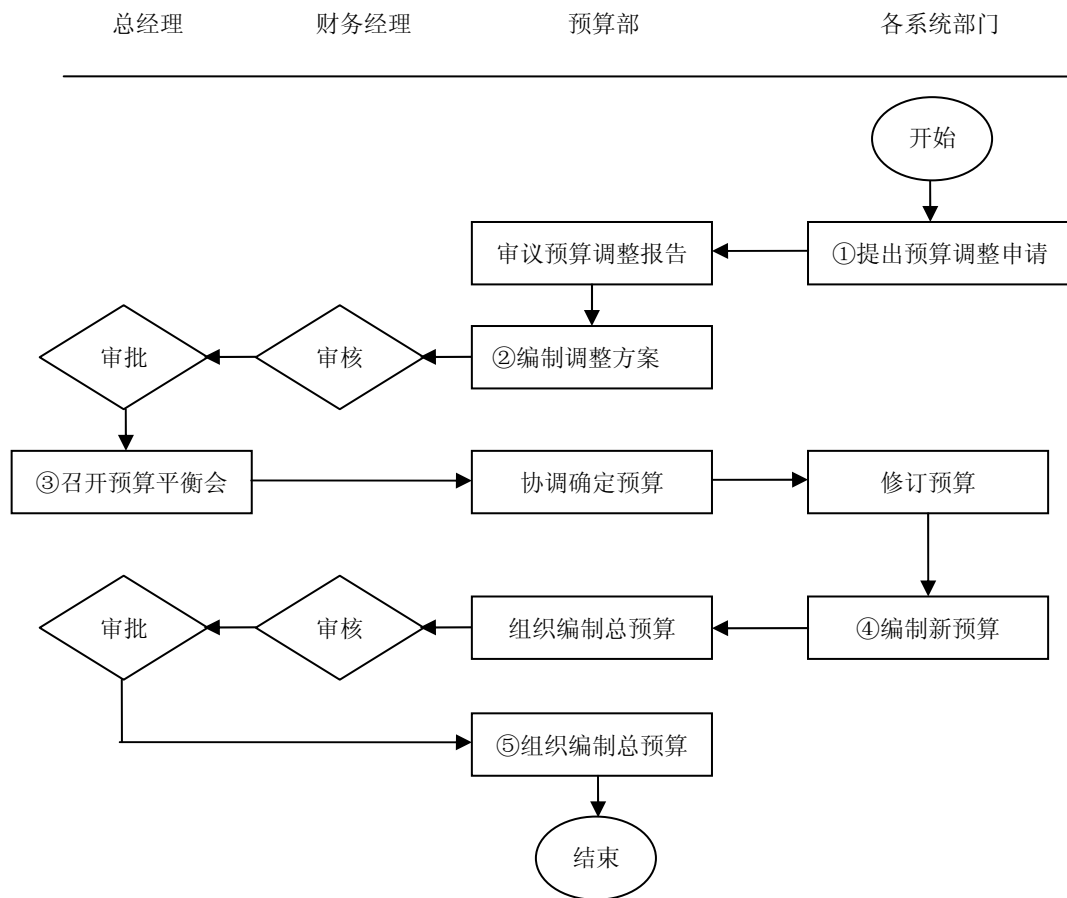 总经理 财务经理 预算部 各系统部门
开始
审议预算调整报告 ①提出预算调整申请
审批 审核 ②编制调整方案
③召开预算平衡会 协调确定预算 修订预算
审批 审核 组织编制总预算 ④编制新预算
⑤组织编制总预算
结束